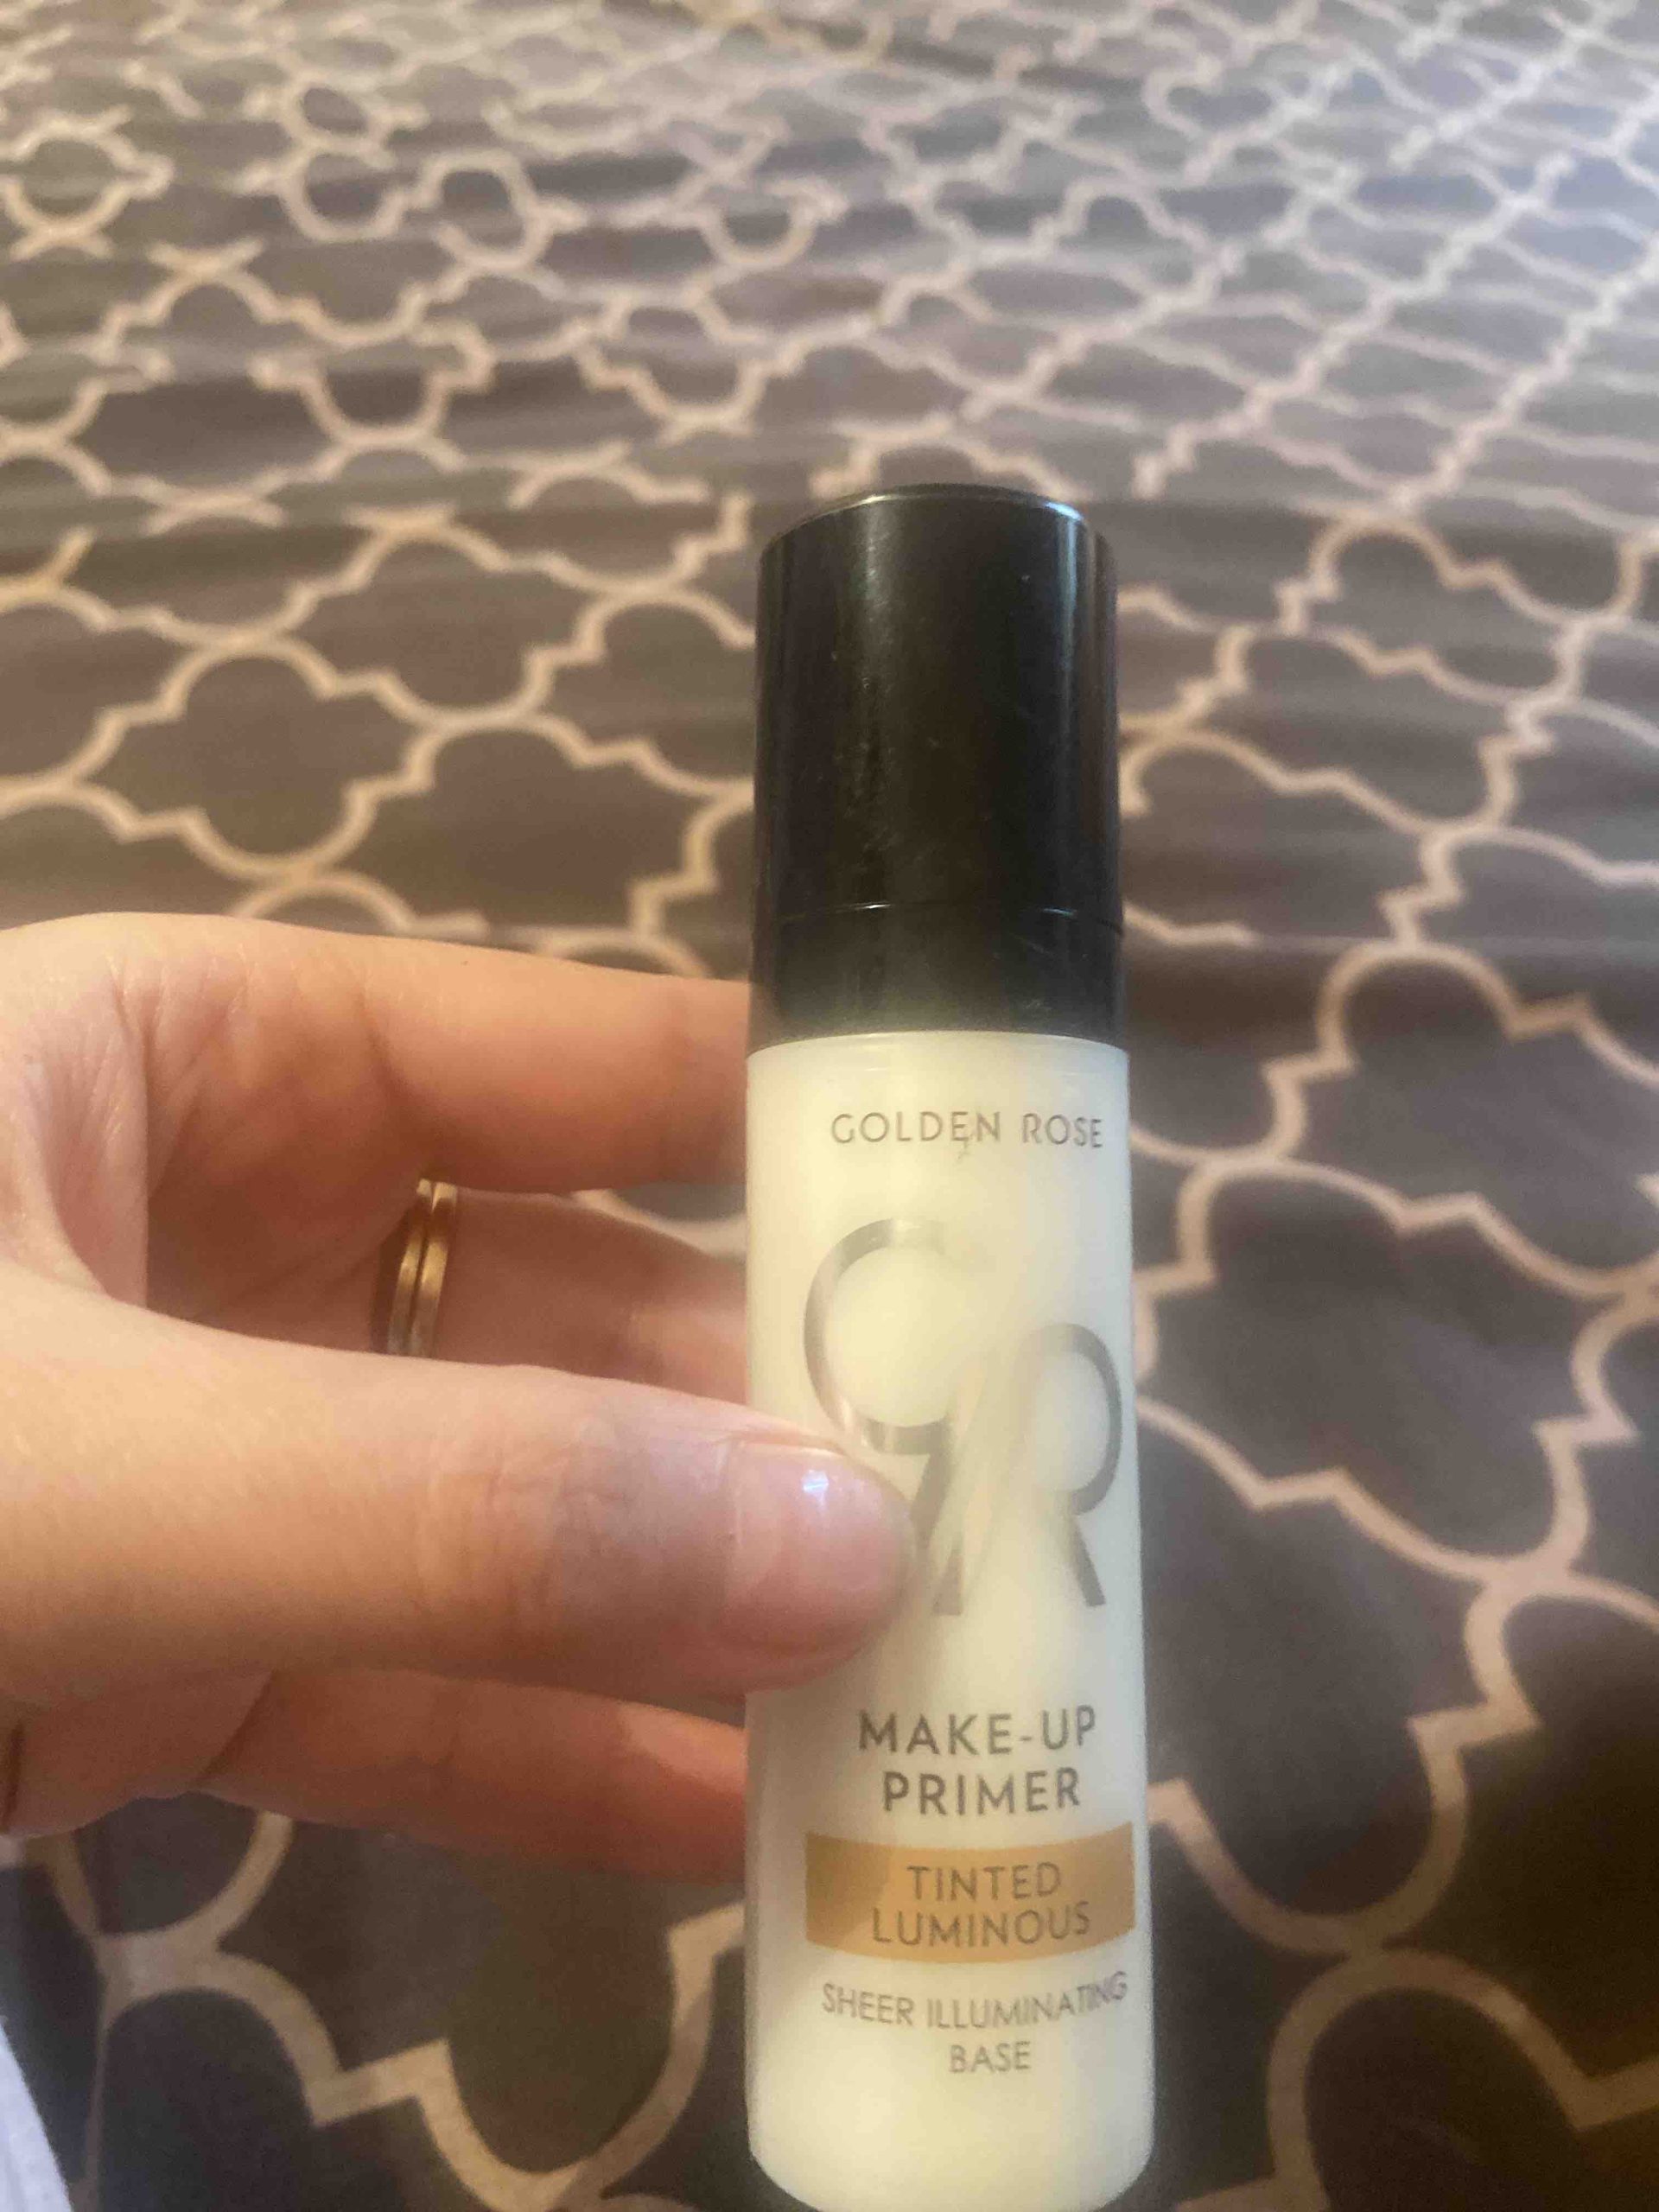 GOLDEN ROSE
GR
MAKE-UP
PRIMER
TINTED
LUMINOUS
SHEER ILLUMINATING
BASE